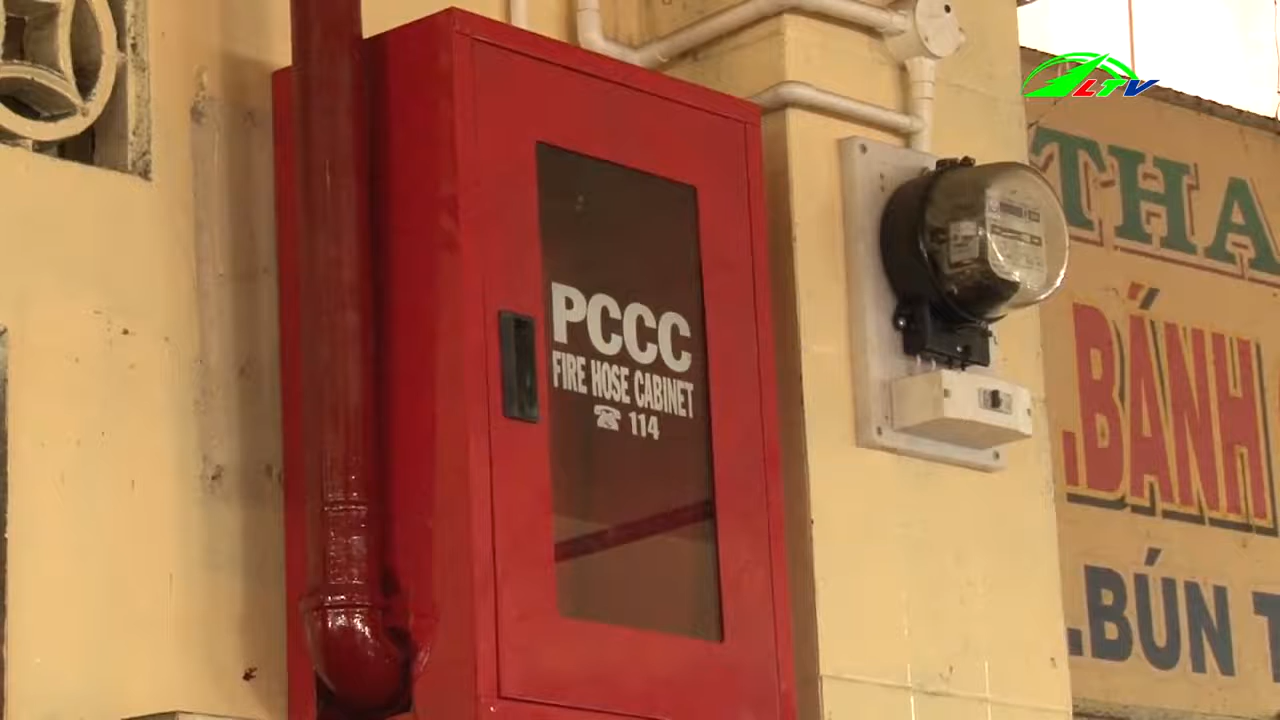 LTV
PCCC
FIRE HOSE CABINET
☎ 114
THA
.BÁNH
.BÚN T